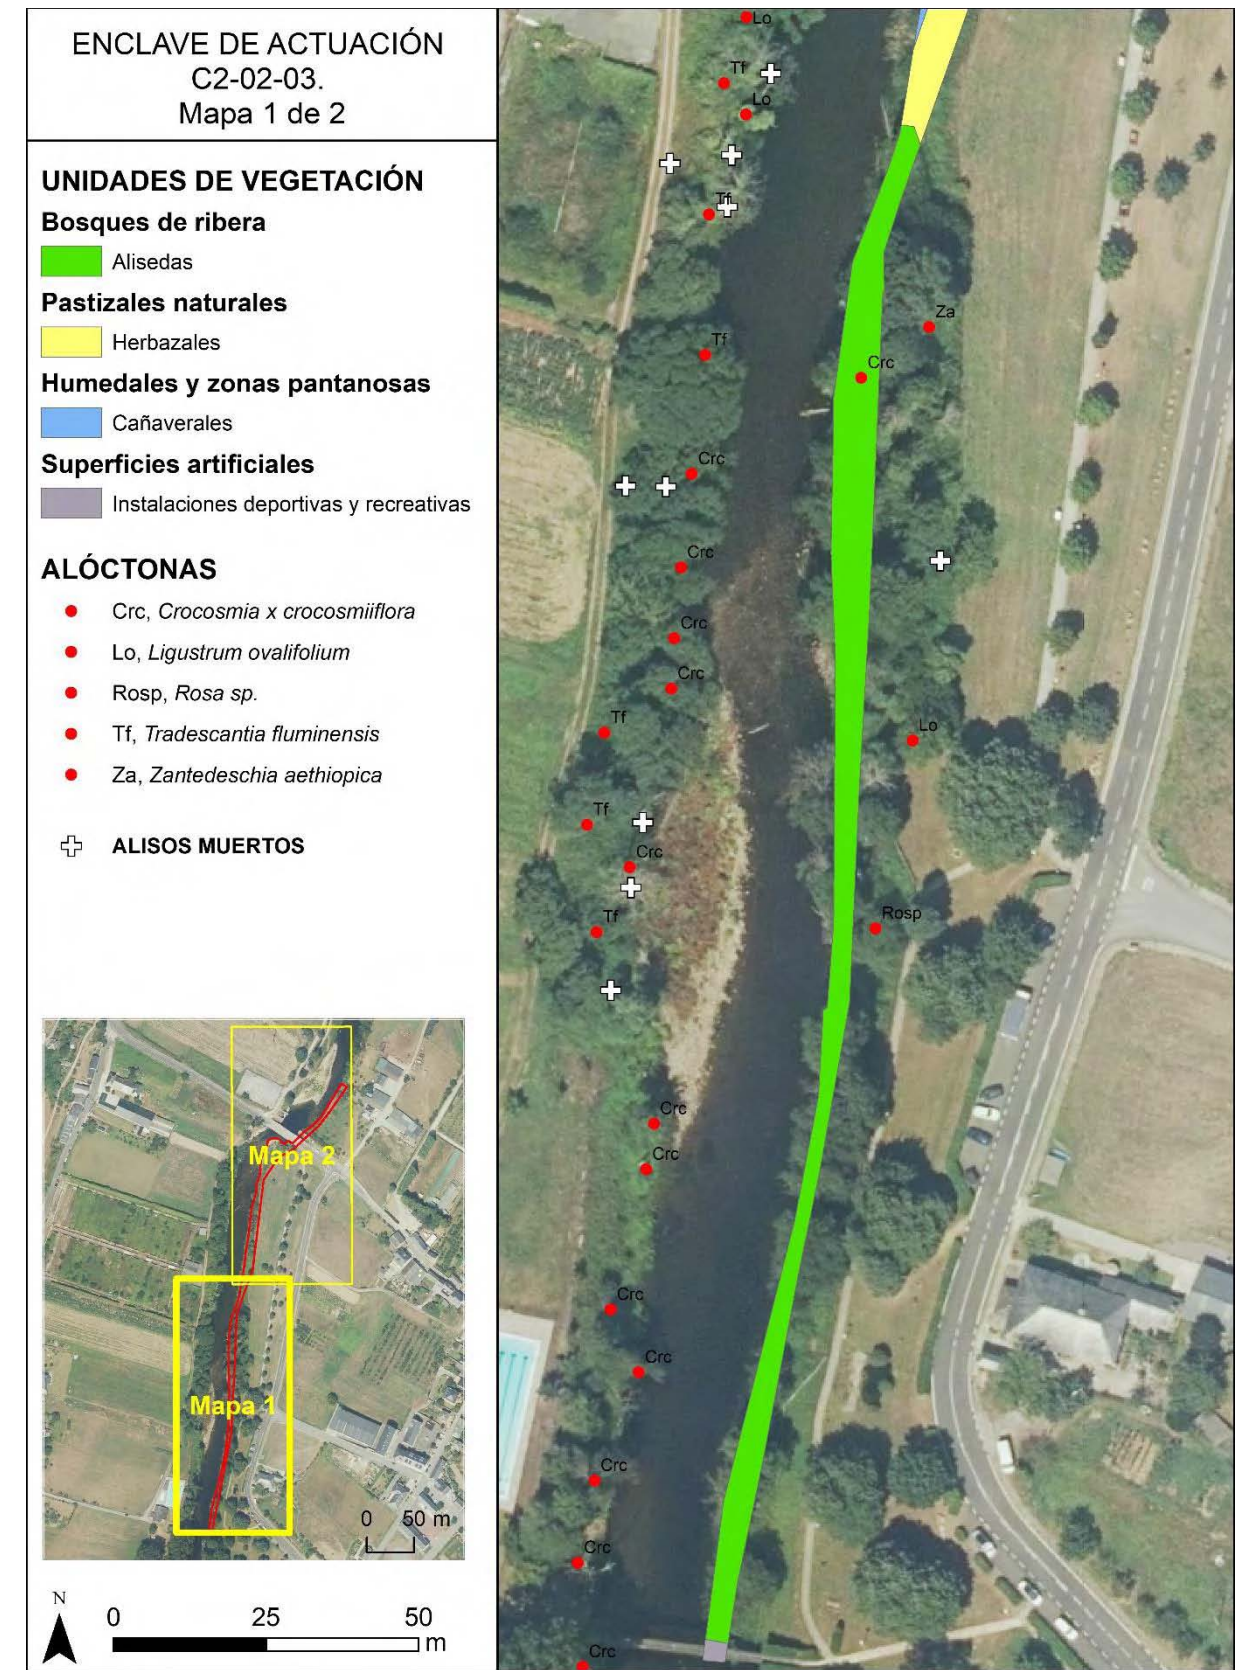 ENCLAVE DE ACTUACIÓN
C2-02-03.
Mapa 1 de 2
UNIDADES DE VEGETACIÓN
Bosques de ribera
Alisedas
Pastizales naturales
Herbazales
Humedales y zonas pantanosas
Cañaverales
Superficies artificiales
Instalaciones deportivas y recreativas
ALÓCTONAS
Crc, Crocosmia x crocosmiiflora
Lo, Ligustrum ovalifolium
Rosp, Rosa sp.
Tf, Tradescantia fluminensis
Za, Zantedeschia aethiopica
ALISOS MUERTOS
Mapa 2
Mapa 1
0 50 m
N
0 25 50
m
Lo
Tf
Lo
Tf
Za
Tf
Crc
Crc
Crc
Crc
Crc
Tf
Lo
Tf
Crc
Rosp
Tf
Crc
Crc
Crc
Crc
Crc
Crc
Crc